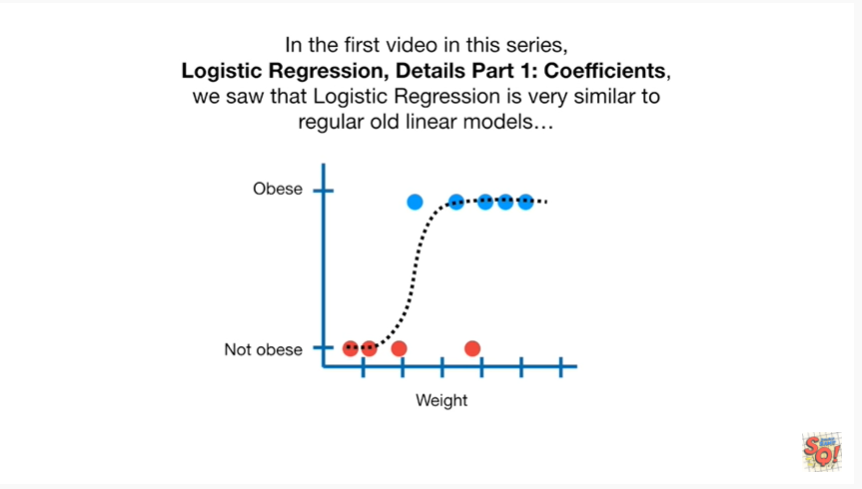 In the first video in this series,
Logistic Regression, Details Part 1: Coefficients,
we saw that Logistic Regression is very similar to
regular old linear models…
Obese
Not obese
Weight
SQ!